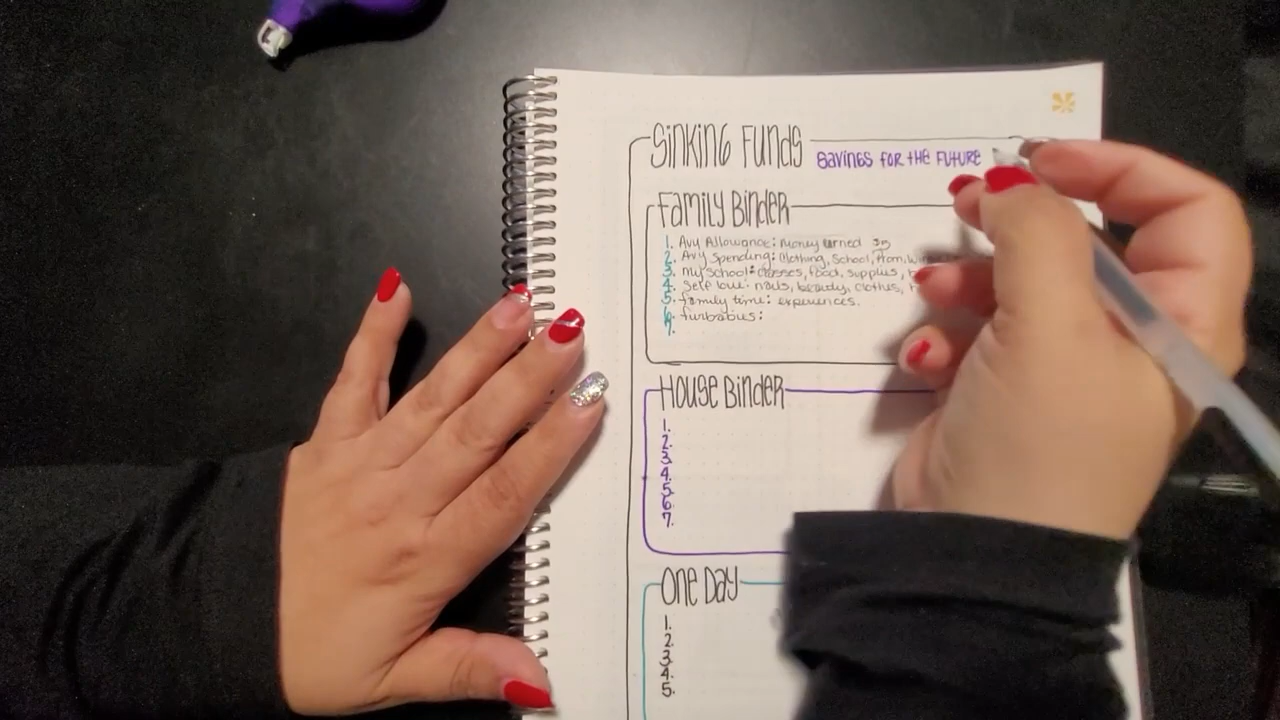 Sinking Funds
Savings for the Future
Family Binder
1. Avy Allowance: Money earned
2. Avy Spending: Clothing, School, Prom,
3. My School: classes, food, supplies,
4. Self love: nails, beauty, clothes,
5. family time: experiences.
6. furbabies:
7.
House Binder
1.
2.
3.
4.
5.
6.
7.
One Day
1.
2.
3.
4.
5.